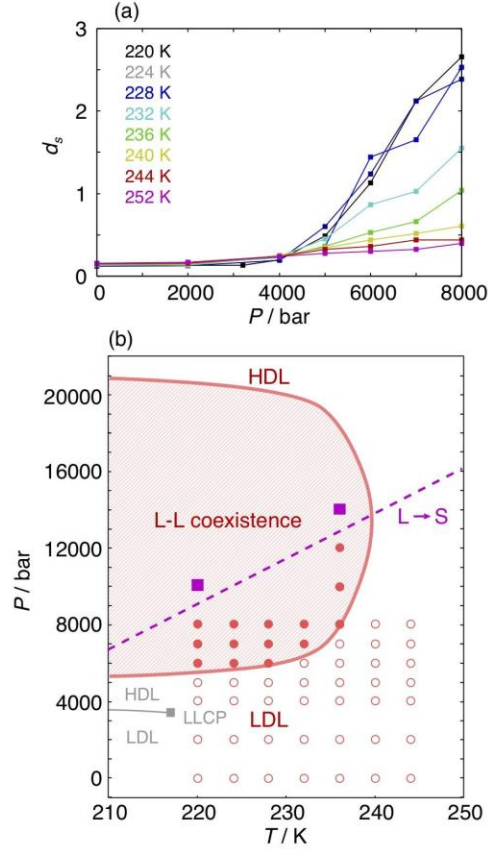 (a)
3
2
1
0
d_s
220 K
224 K
228 K
232 K
236 K
240 K
244 K
252 K
0 2000 4000 6000 8000
P / bar
(b)
20000
16000
12000
8000
4000
0
P / bar
HDL
L-L coexistence
L → S
HDL
LLCP
LDL
LDL
210 220 230 240 250
T / K